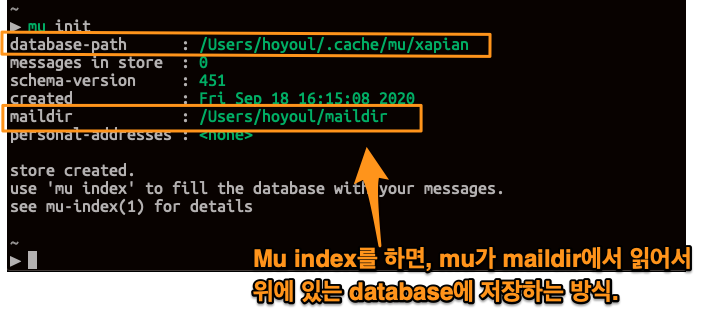 ~
▶ mu init
database-path : /Users/hoyoul/.cache/mu/xapian
messages in store : 0
schema-version : 451
created : Fri Sep 18 16:15:08 2020
maildir : /Users/hoyoul/maildir
personal-addresses : <none>
store created.
use 'mu index' to fill the database with your messages.
see mu-index(1) for details
~
▶
Mu index를 하면, mu가 maildir에서 읽어서
위에 있는 database에 저장하는 방식.